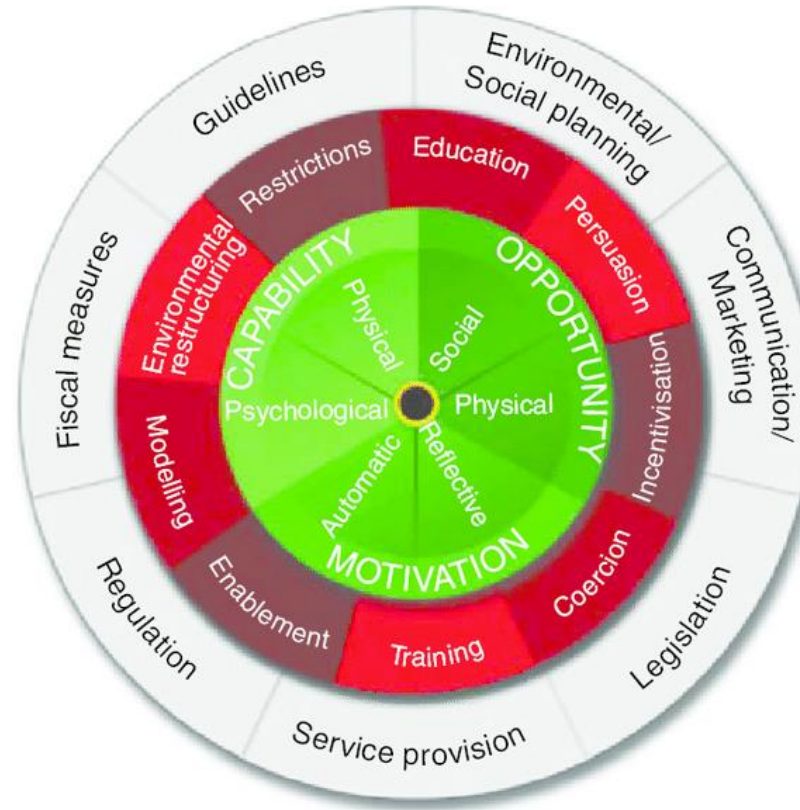 Guidelines
Environmental/
Social planning
Communication/
Marketing
Legislation
Service provision
Regulation
Fiscal measures
Restrictions
Education
Persuasion
Incentivisation
Coercion
Training
Enablement
Modelling
Environmental
restructuring
CAPABILITY
OPPORTUNITY
MOTIVATION
Physical
Social
Physical
Reflective
Automatic
Psychological